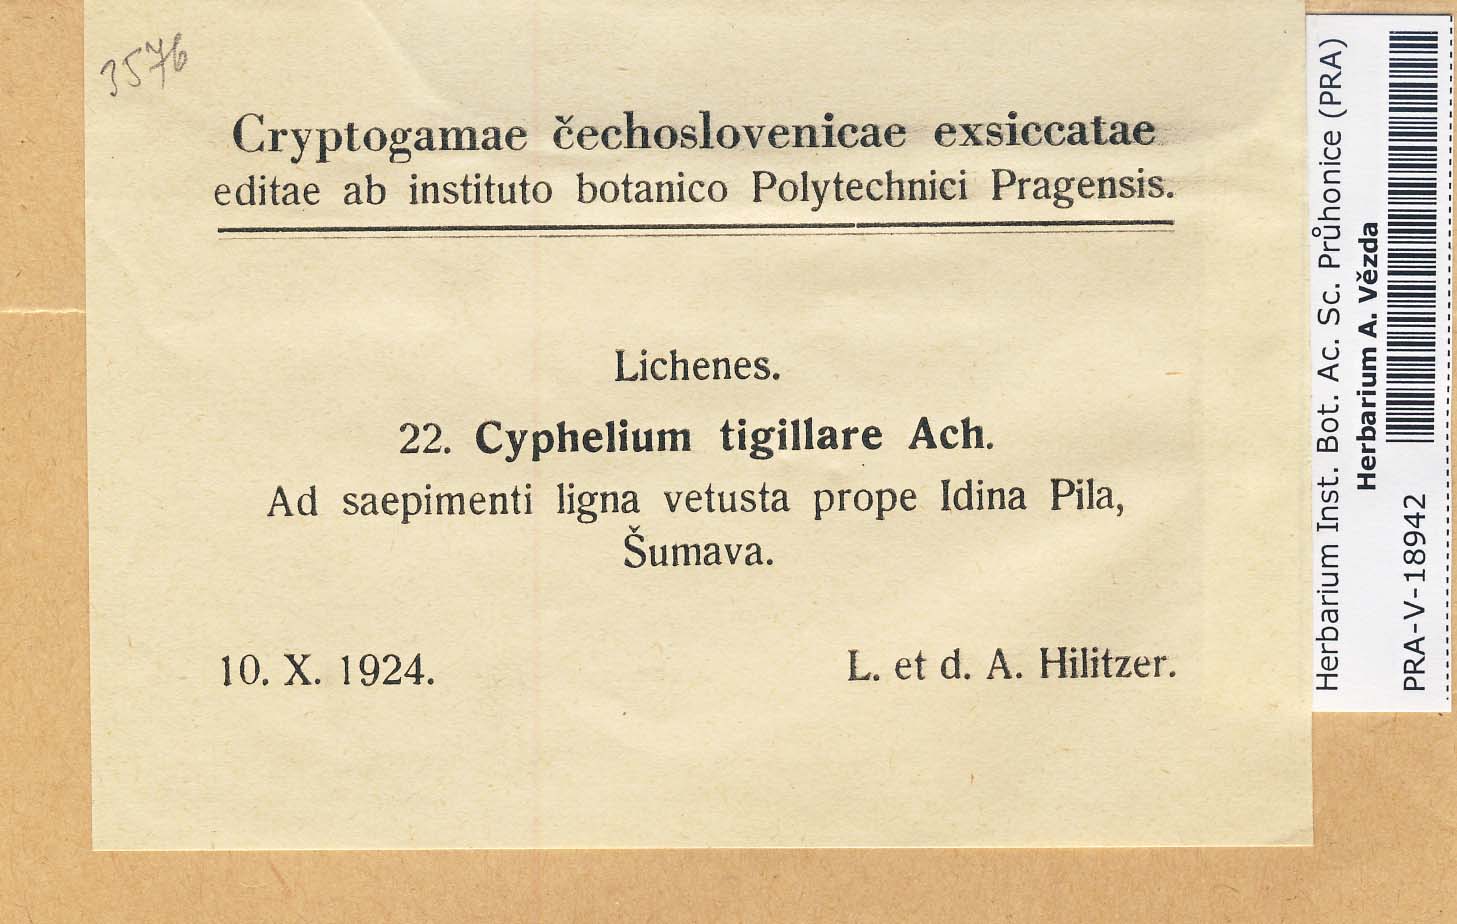 3576
Cryptogamae čechoslovenicae exsiccatae
editae ab instituto botanico Polytechnici Pragensis.
Lichenes.
22. Cyphelium tigillare Ach.
Ad saepimenti ligna vetusta prope Idina Pila,
Šumava.
10. X. 1924.
L. et d. A. Hilitzer.
Herbarium Inst. Bot. Ac. Sc. Průhonice (PRA)
Herbarium A. Vězda
PRA-V-18942